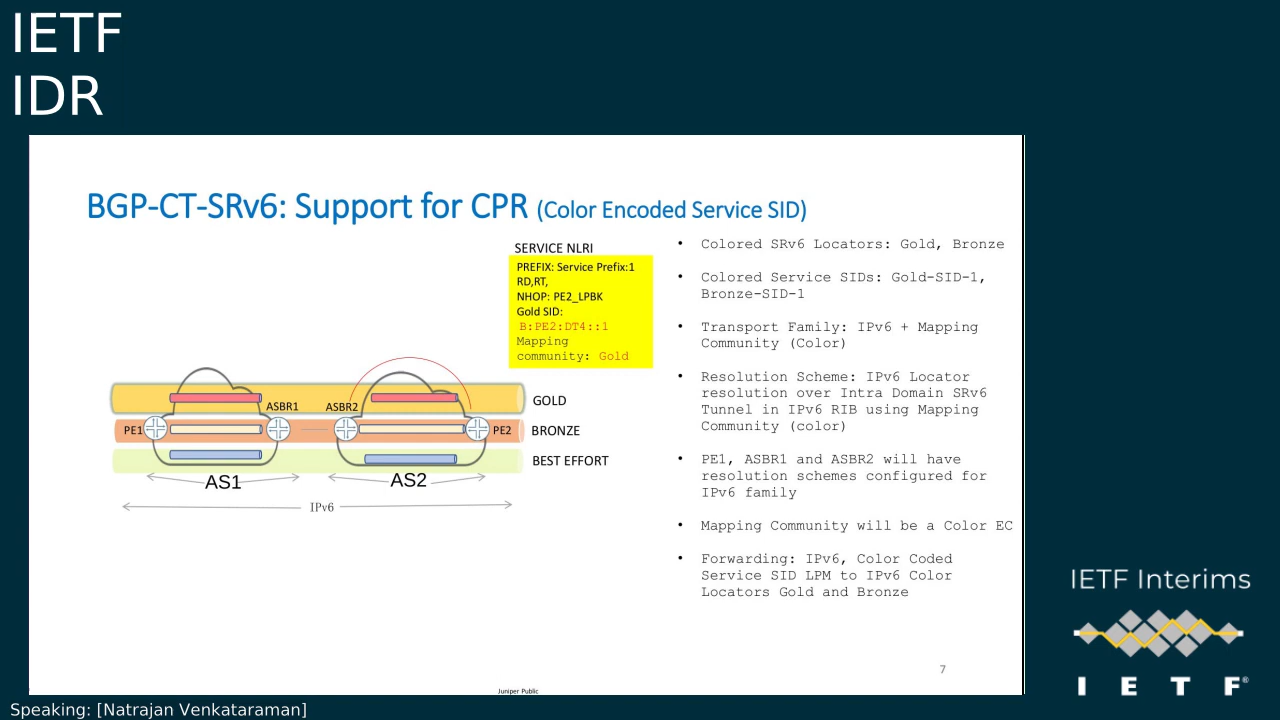 IETF
IDR
BGP-CT-SRv6: Support for CPR (Color Encoded Service SID)
SERVICE NLRI
PREFIX: Service Prefix:1
RD,RT,
NHOP: PE2_LPBK
Gold SID:
B:PE2:DT4::1
Mapping
community: Gold
GOLD
ASBR1
ASBR2
PE1
PE2
BRONZE
BEST EFFORT
AS1
AS2
IPv6
• Colored SRv6 Locators: Gold, Bronze
• Colored Service SIDs: Gold-SID-1,
Bronze-SID-1
• Transport Family: IPv6 + Mapping
Community (Color)
• Resolution Scheme: IPv6 Locator
resolution over Intra Domain SRv6
Tunnel in IPv6 RIB using Mapping
Community (color)
• PE1, ASBR1 and ASBR2 will have
resolution schemes configured for
IPv6 family
• Mapping Community will be a Color EC
• Forwarding: IPv6, Color Coded
Service SID LPM to IPv6 Color
Locators Gold and Bronze
7
Juniper Public
IETF Interims
I E T F®
Speaking: [Natrajan Venkataraman]